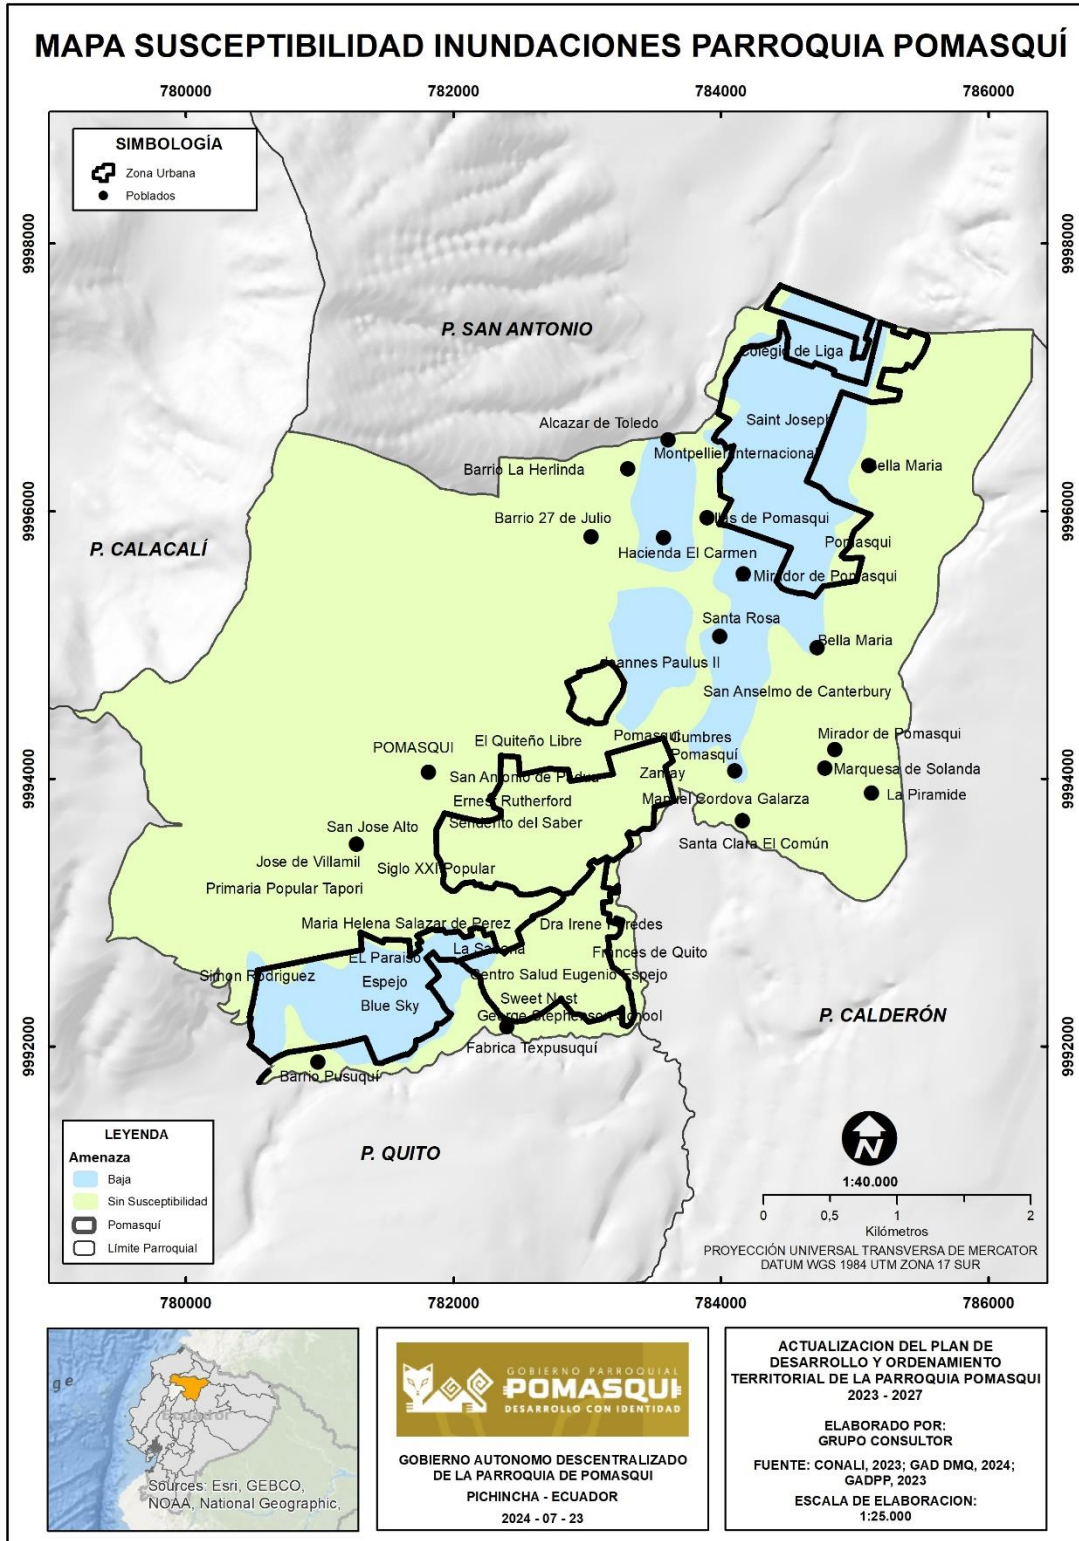 MAPA SUSCEPTIBILIDAD INUNDACIONES PARROQUIA POMASQUÍ
780000
782000
784000
786000
SIMBOLOGÍA
Zona Urbana
Poblados
9998000
9998000
P. SAN ANTONIO
Colegio de Liga
Alcazar de Toledo
Saint Joseph
Montpellier Internacional
Barrio La Herlinda
Bella Maria
9996000
9996000
Barrio 27 de Julio
de Pomasqui
P. CALACALÍ
Hacienda El Carmen
Pomasqui
Mirador de Pomasqui
Santa Rosa
Bella Maria
Joannes Paulus II
San Anselmo de Canterbury
El Quiteño Libre
Pomasqui
Cumbres
Mirador de Pomasqui
POMASQUI
Pomasquí
9994000
9994000
San Antonio de Padua
Marquesa de Solanda
Ernest Rutherford
Manuel Cordova Galarza
La Piramide
San Jose Alto
Senderito del Saber
Santa Clara El Común
Jose de Villamil
Siglo XXI Popular
Primaria Popular Tapori
Maria Helena Salazar de Perez
Dra Irene Paredes
EL Paraiso
Frances de Quito
Simon Rodriguez
Espejo
Centro Salud Eugenio Espejo
Blue Sky
Sweet Nest
George Stephenson School
P. CALDERÓN
9992000
9992000
Fabrica Texpusuquí
Barrio Pusuquí
P. QUITO
LEYENDA
Amenaza
Baja
Sin Susceptibilidad
Pomasquí
Límite Parroquial
N
1:40.000
0 0,5 1 2
Kilómetros
PROYECCIÓN UNIVERSAL TRANSVERSA DE MERCATOR
DATUM WGS 1984 UTM ZONA 17 SUR
780000
782000
784000
786000
Ecuador
Sources: Esri, GEBCO,
NOAA, National Geographic,
GOBIERNO PARROQUIAL
POMASQUI
DESARROLLO CON IDENTIDAD
GOBIERNO AUTONOMO DESCENTRALIZADO
DE LA PARROQUIA DE POMASQUI
PICHINCHA - ECUADOR
2024 - 07 - 23
ACTUALIZACION DEL PLAN DE
DESARROLLO Y ORDENAMIENTO
TERRITORIAL DE LA PARROQUIA POMASQUI
2023 - 2027
ELABORADO POR:
GRUPO CONSULTOR
FUENTE: CONALI, 2023; GAD DMQ, 2024;
GADPP, 2023
ESCALA DE ELABORACION:
1:25.000